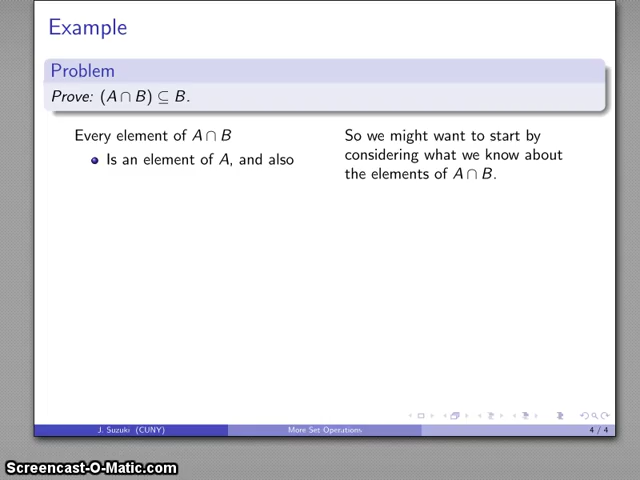 Example
Problem
Prove: (A ∩ B) ⊆ B.
Every element of A ∩ B
Is an element of A, and also
So we might want to start by
considering what we know about
the elements of A ∩ B.
J. Suzuki (CUNY)
More Set Operations
4 / 4
Screencast-O-Matic.com